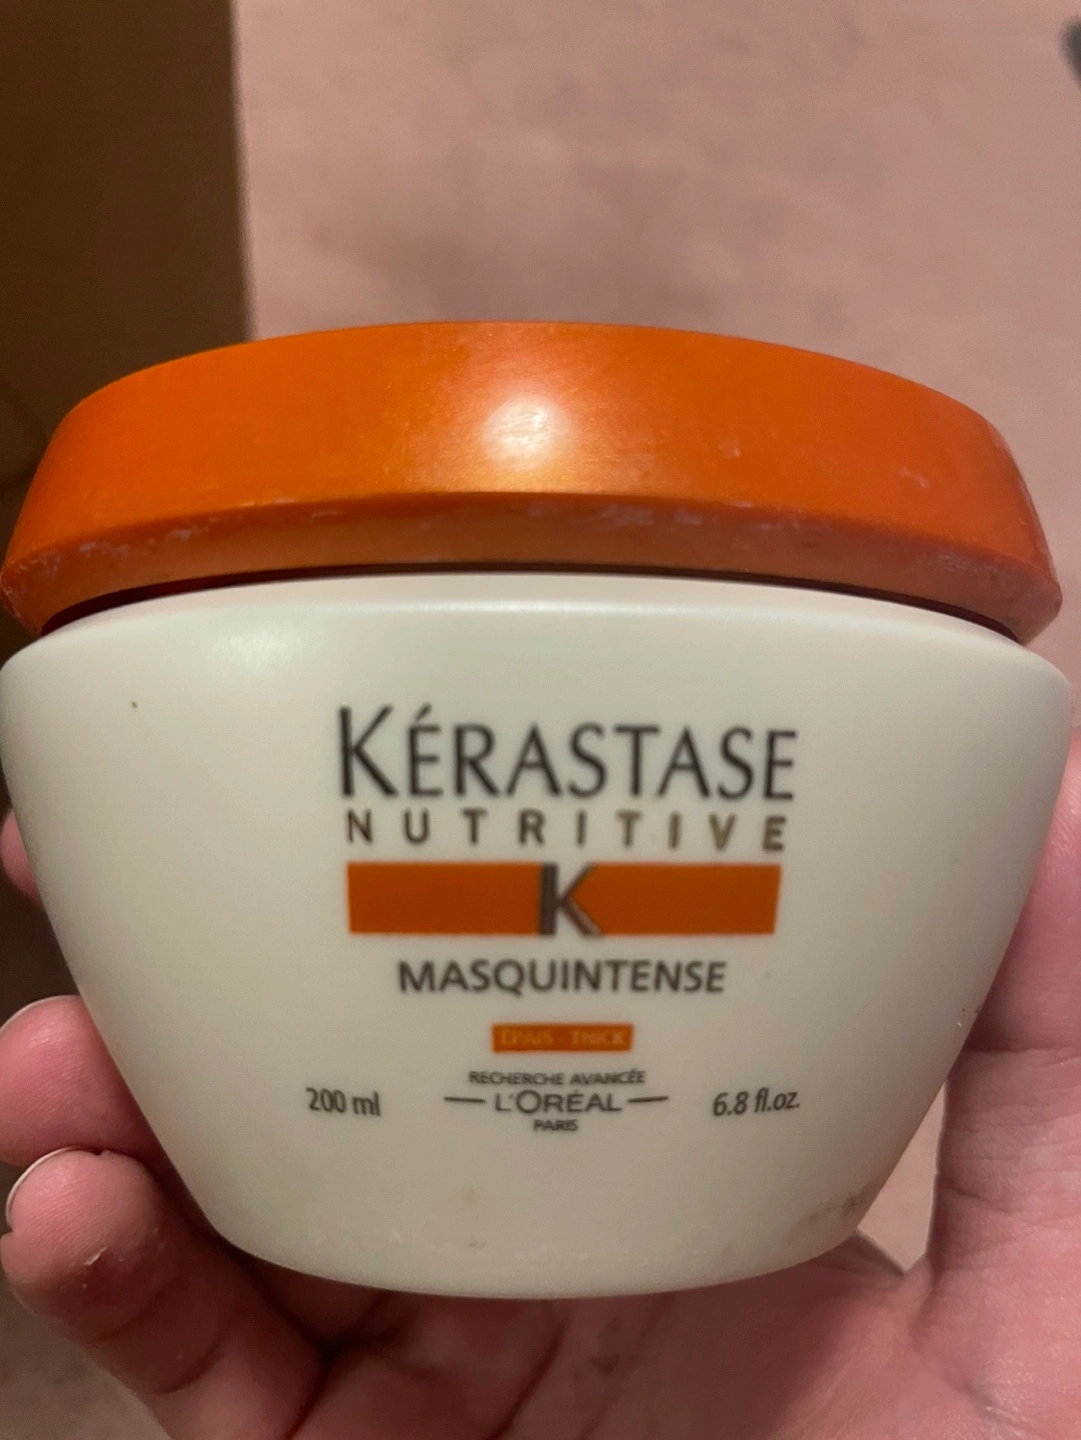 KÉRASTASE
NUTRITIVE
K
MASQUINTENSE
ÉPAIS - THICK
RECHERCHE AVANCÉE
200 ml — L'ORÉAL — 6.8 fl.oz.
PARIS